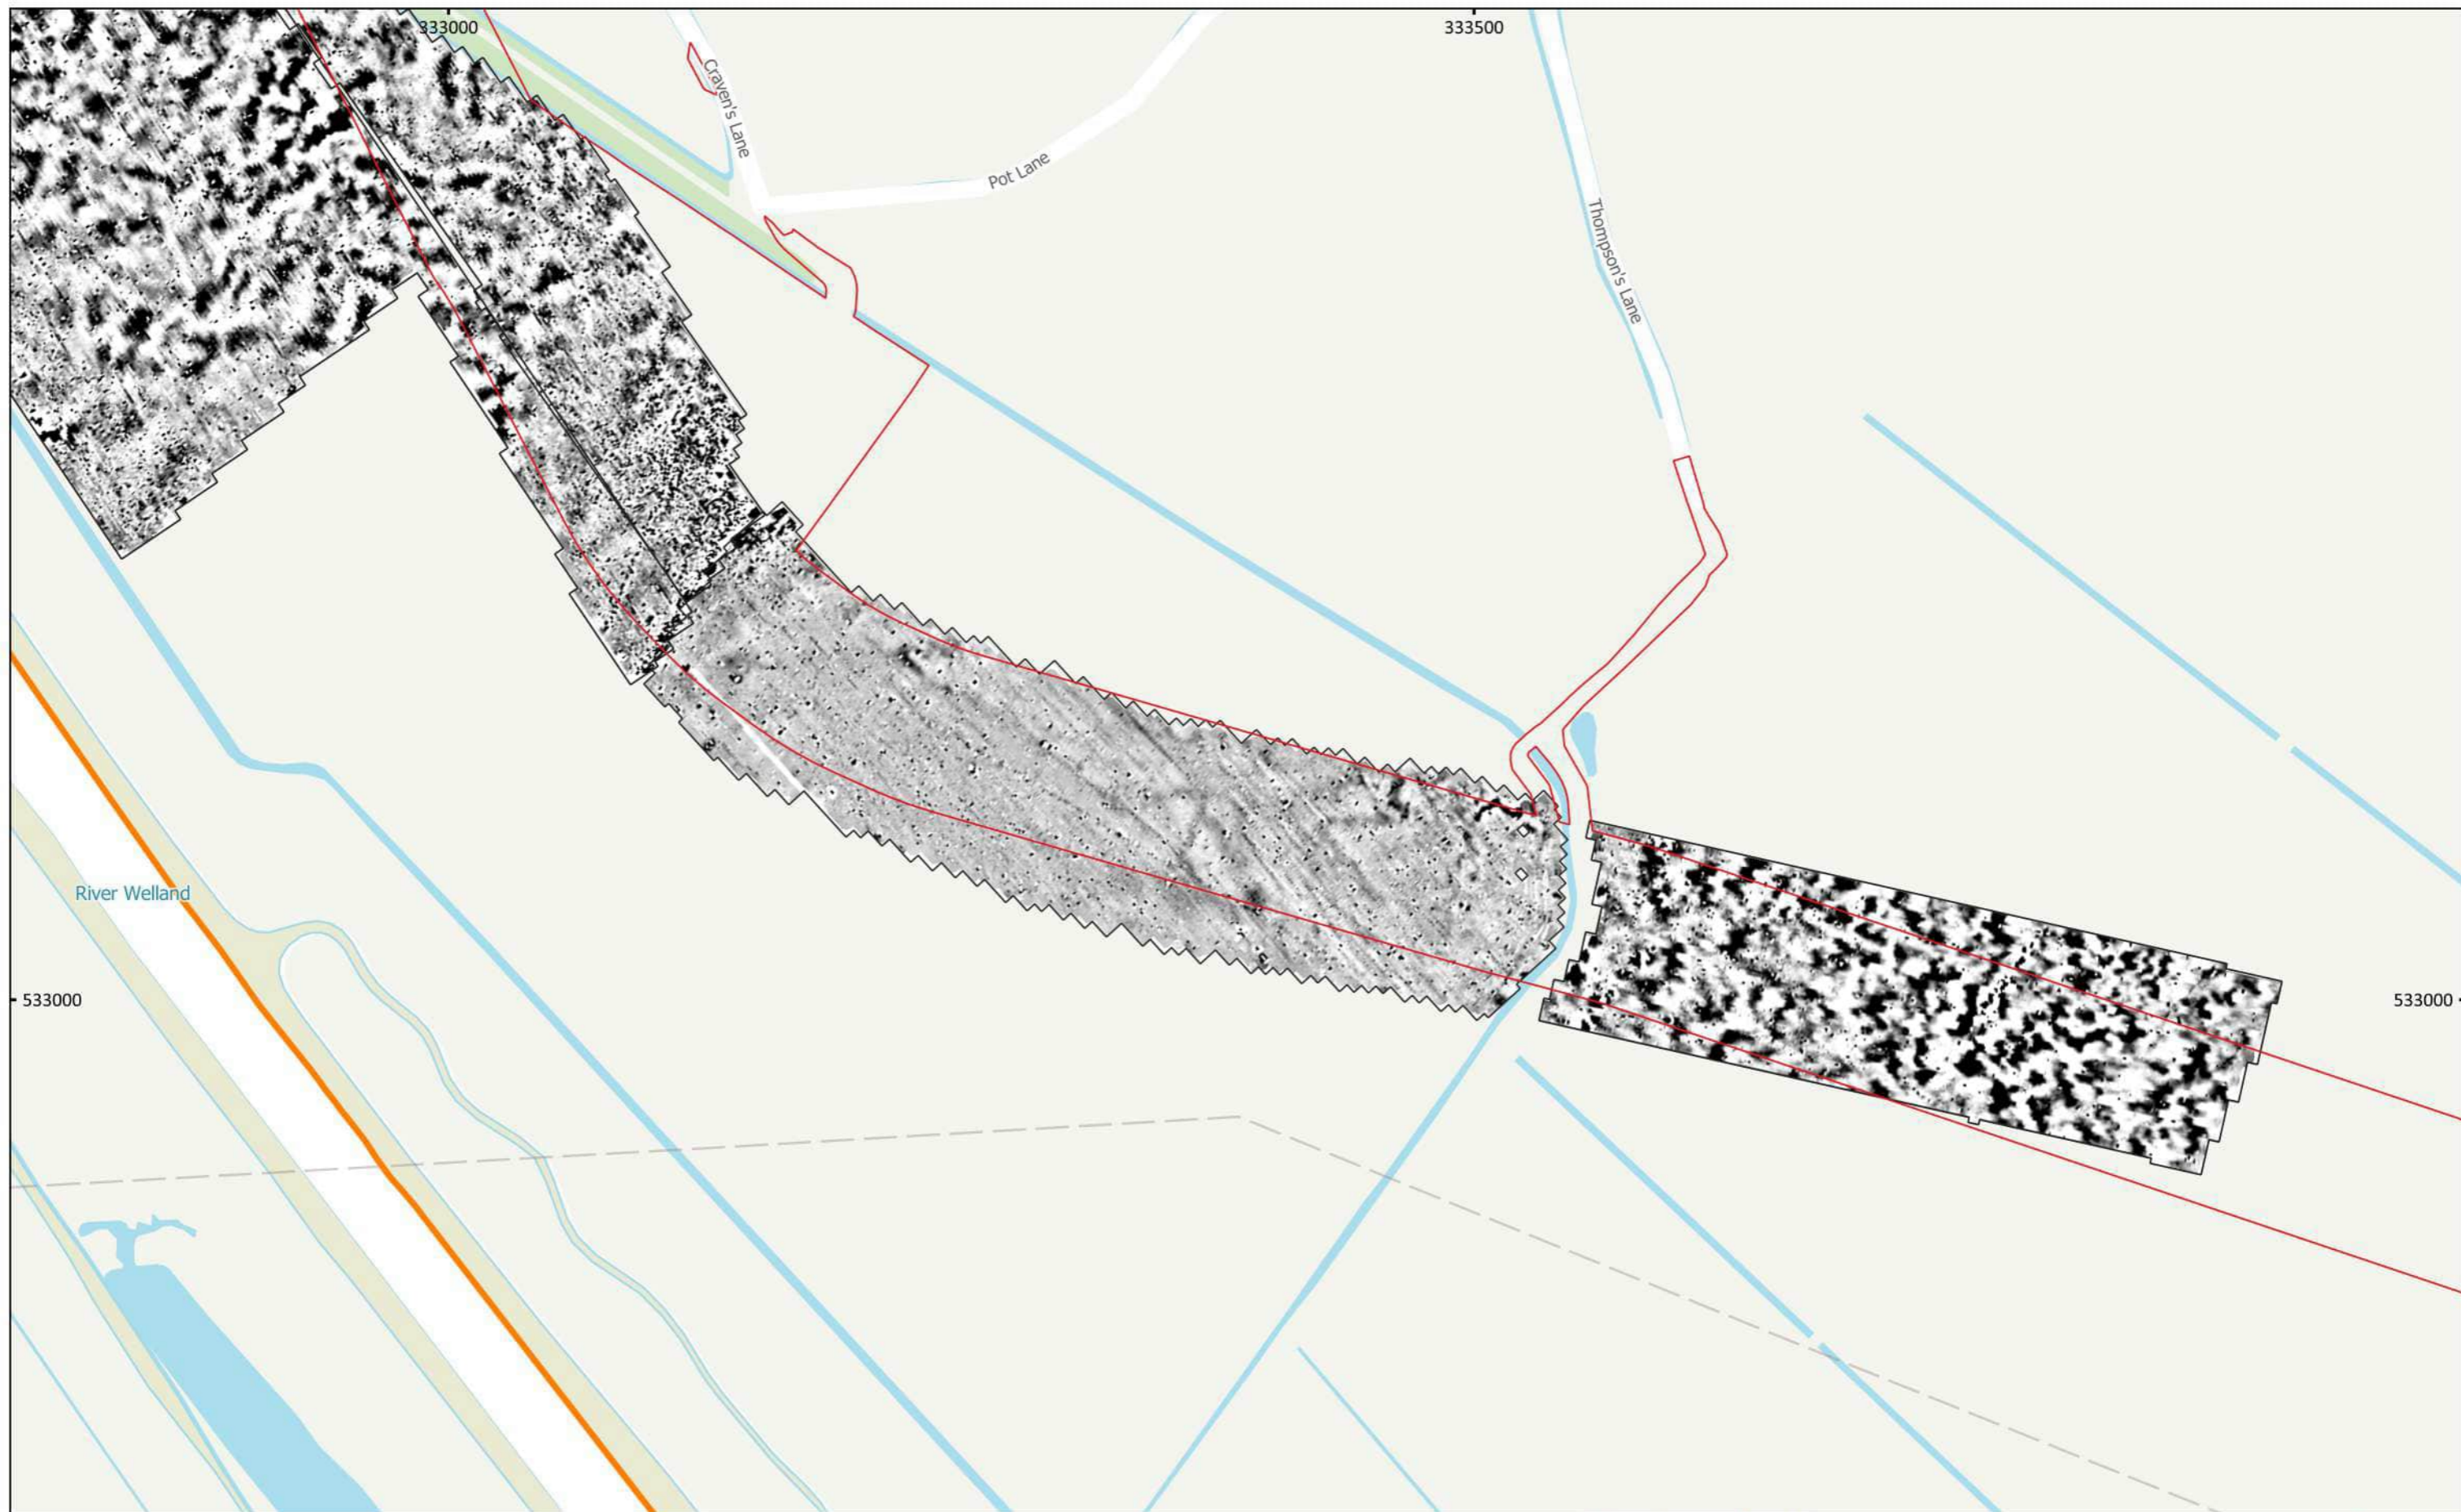 333000
333500
Craven's Lane
Pot Lane
Thompson's Lane
River Welland
533000
533000